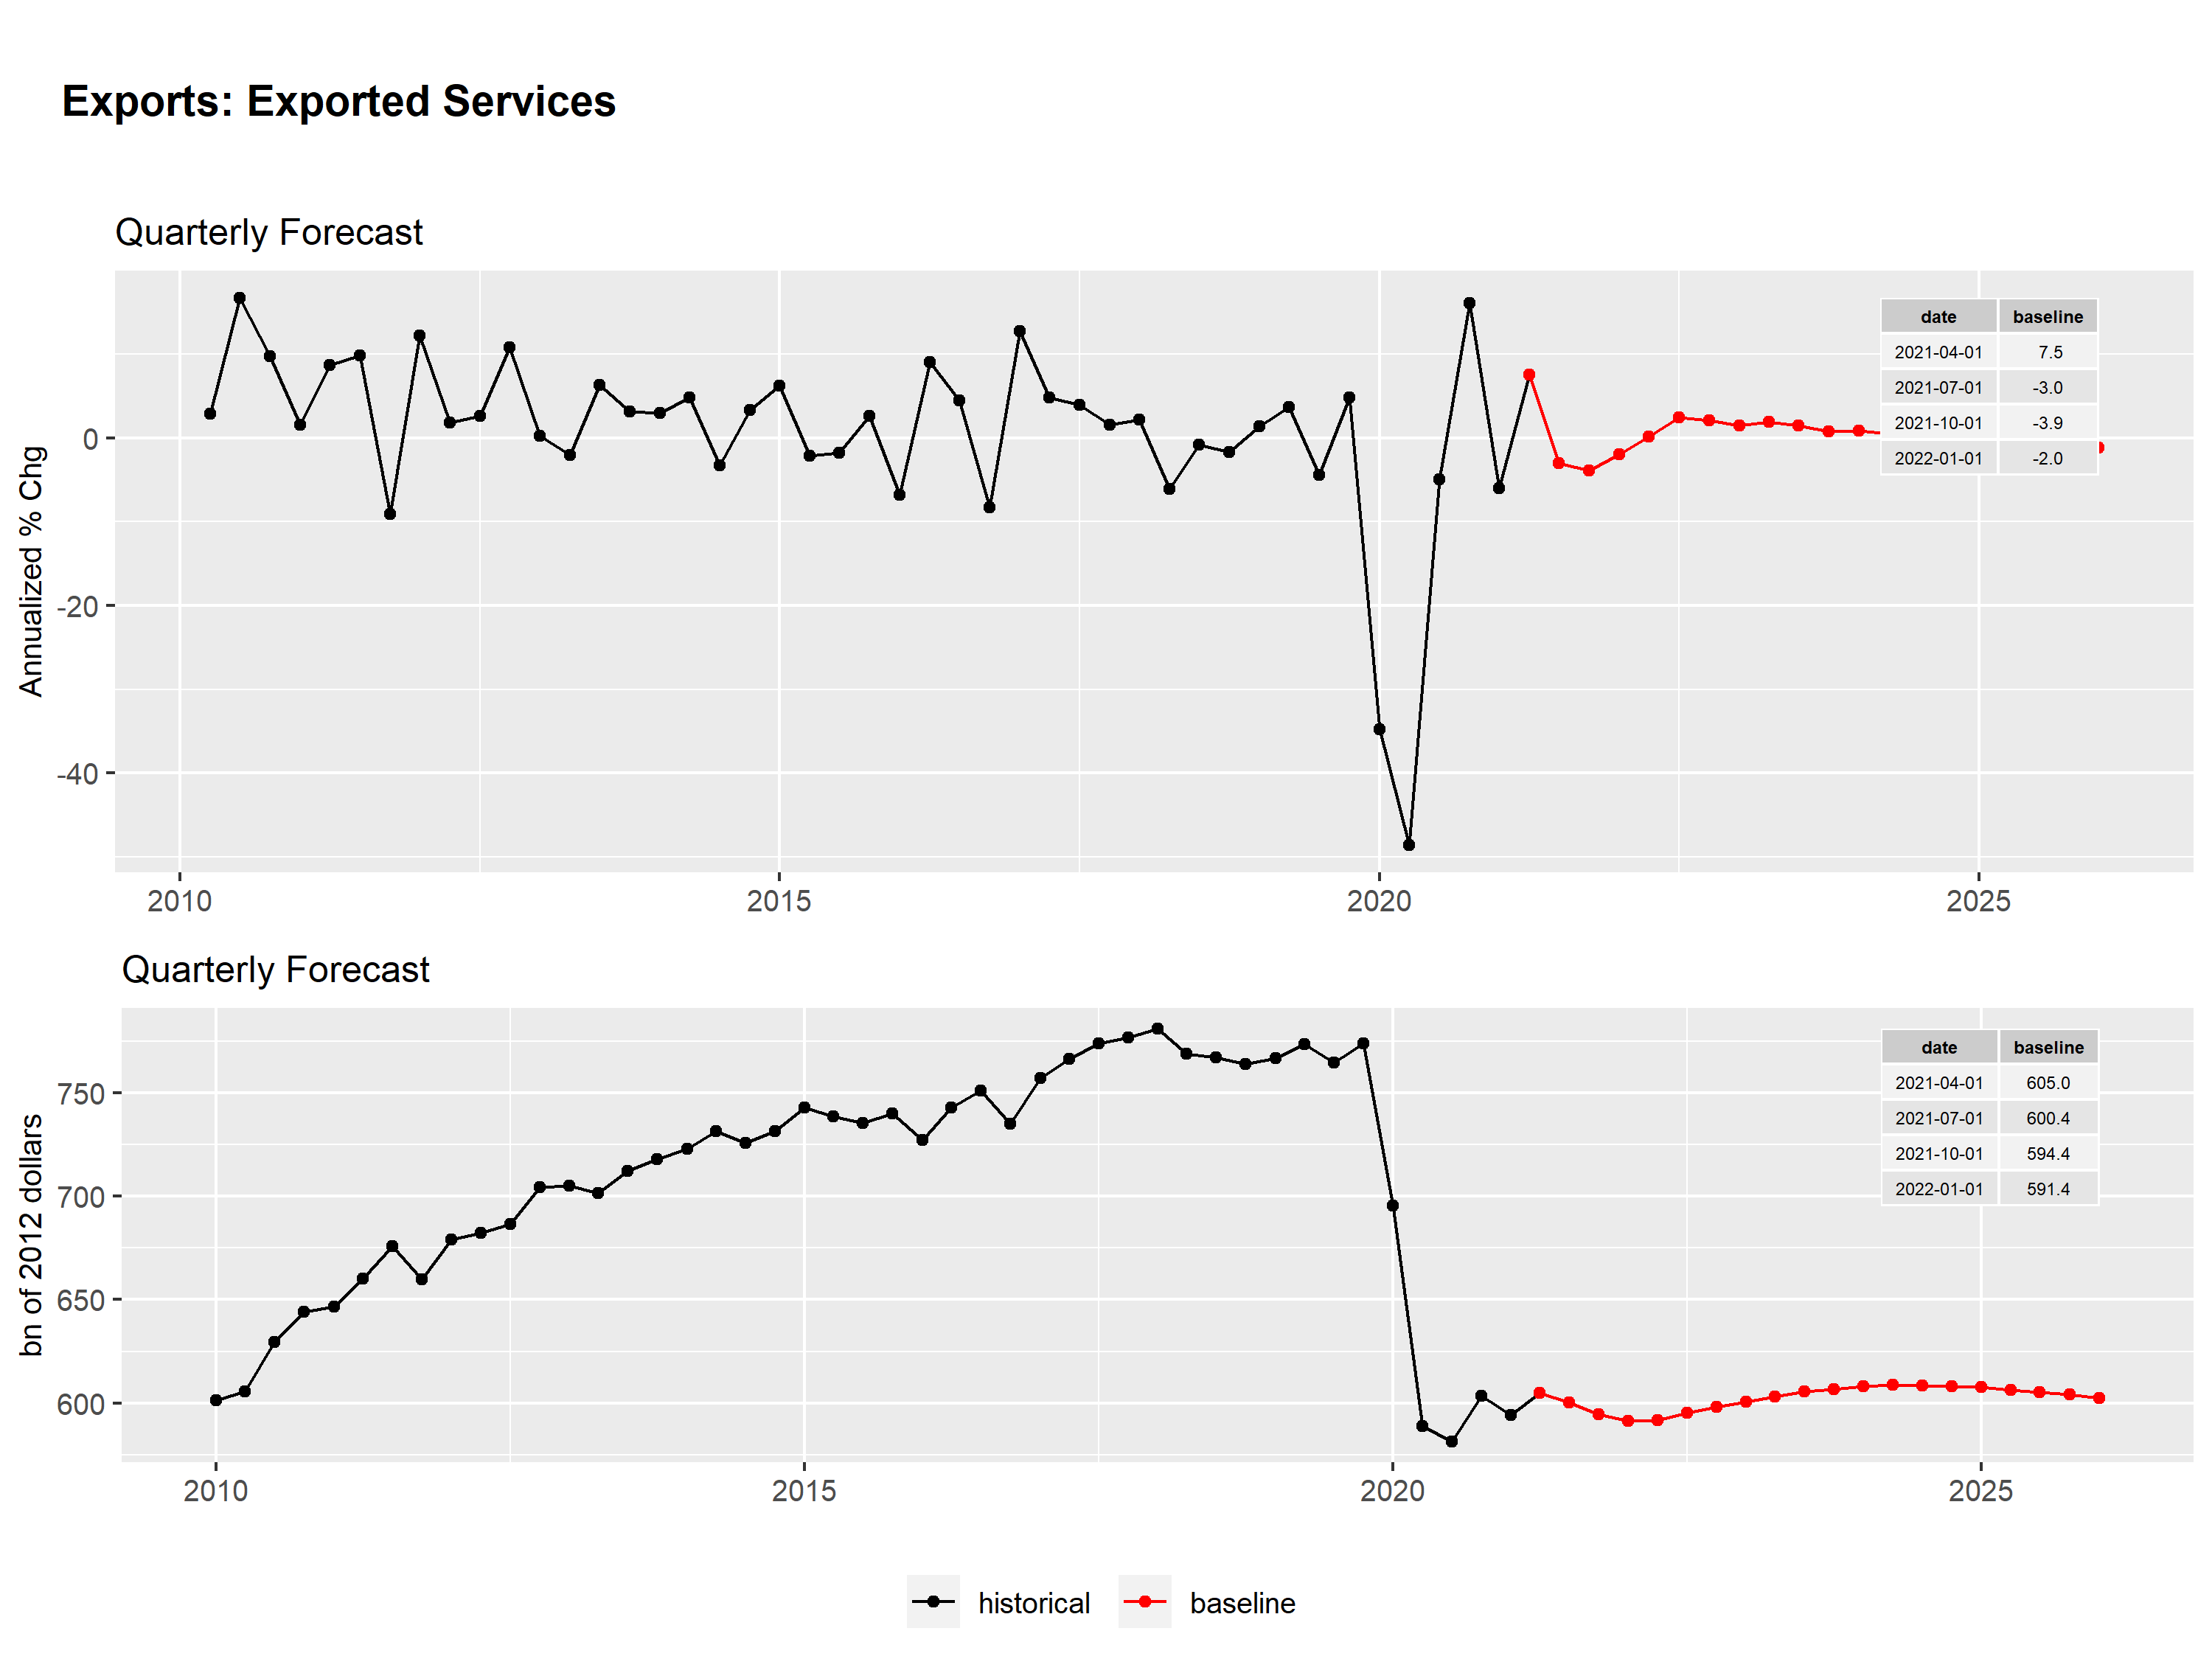 Exports: Exported Services
Quarterly Forecast
Annualized % Chg
0
-20
-40
2010 2015 2020 2025
date baseline
2021-04-01 7.5
2021-07-01 -3.0
2021-10-01 -3.9
2022-01-01 -2.0
Quarterly Forecast
bn of 2012 dollars
750
700
650
600
2010 2015 2020 2025
date baseline
2021-04-01 605.0
2021-07-01 600.4
2021-10-01 594.4
2022-01-01 591.4
historical baseline